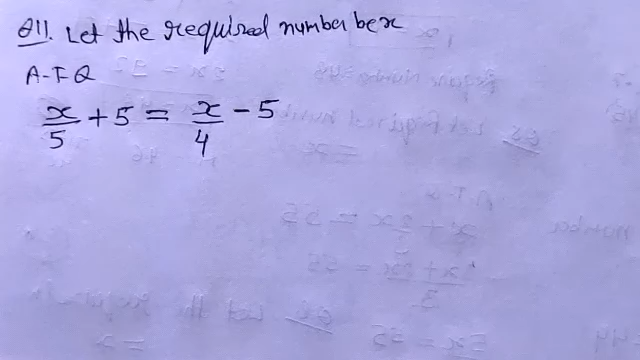 Q11. Let the required number be x
A-T-Q
x/5 + 5 = x/4 - 5